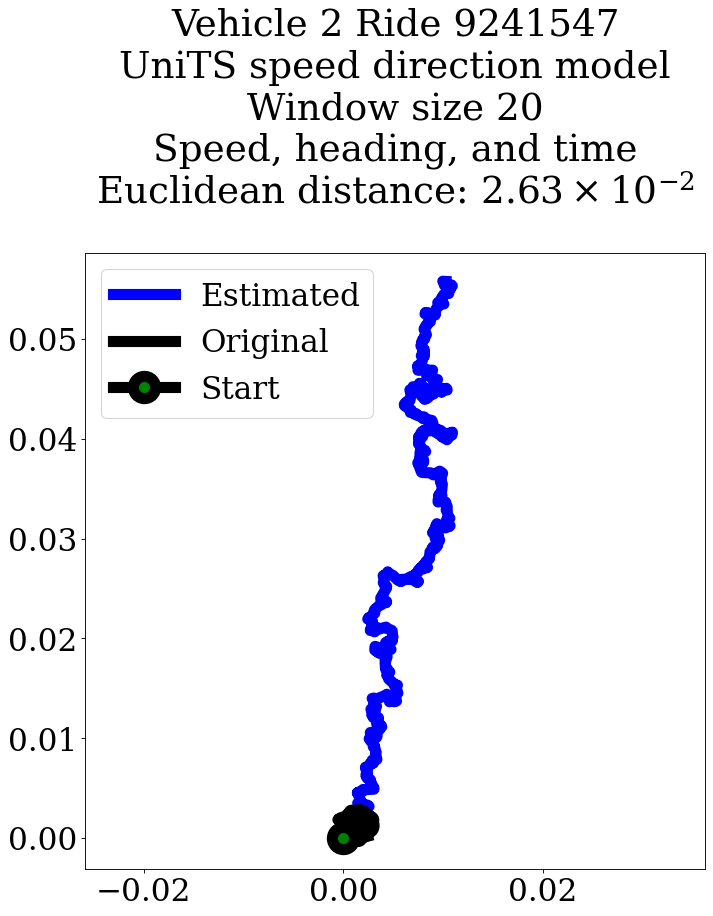 Vehicle 2 Ride 9241547
UniTS speed direction model
Window size 20
Speed, heading, and time
Euclidean distance: 2.63 × 10⁻²
Estimated
Original
Start
0.05
0.04
0.03
0.02
0.01
0.00
−0.02
0.00
0.02